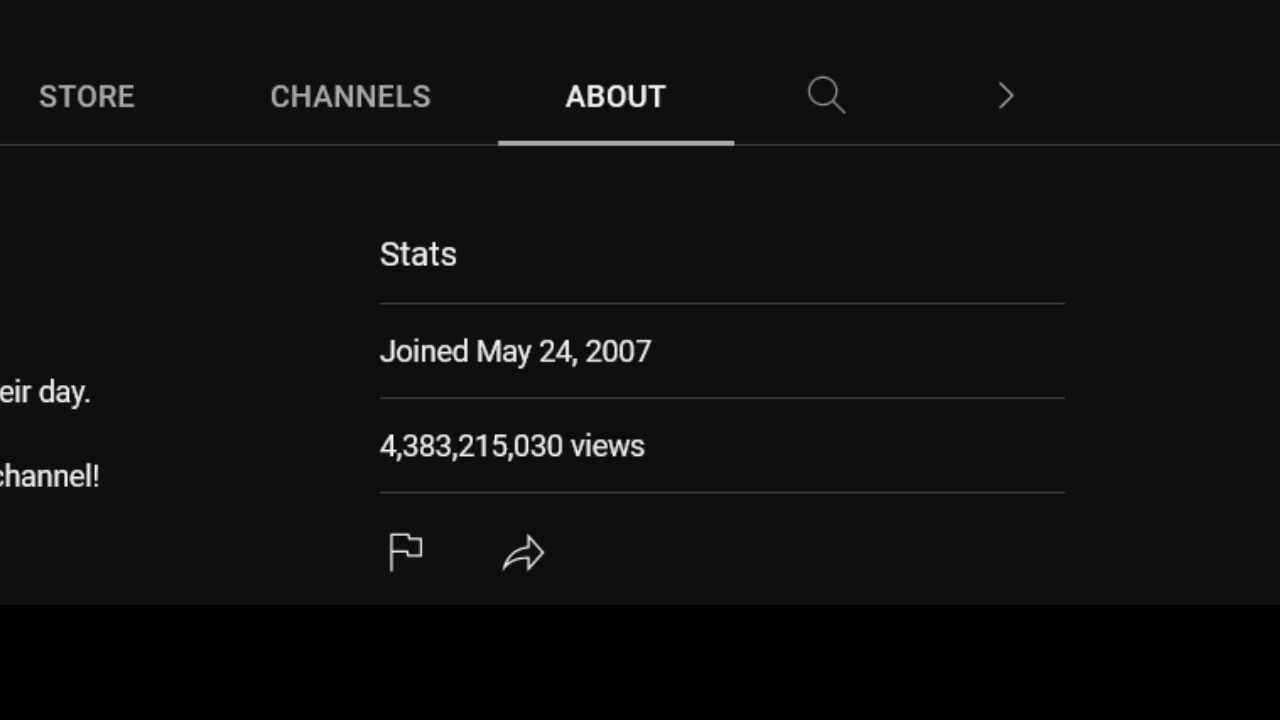 STORE CHANNELS ABOUT
Stats
Joined May 24, 2007
eir day.
4,383,215,030 views
channel!